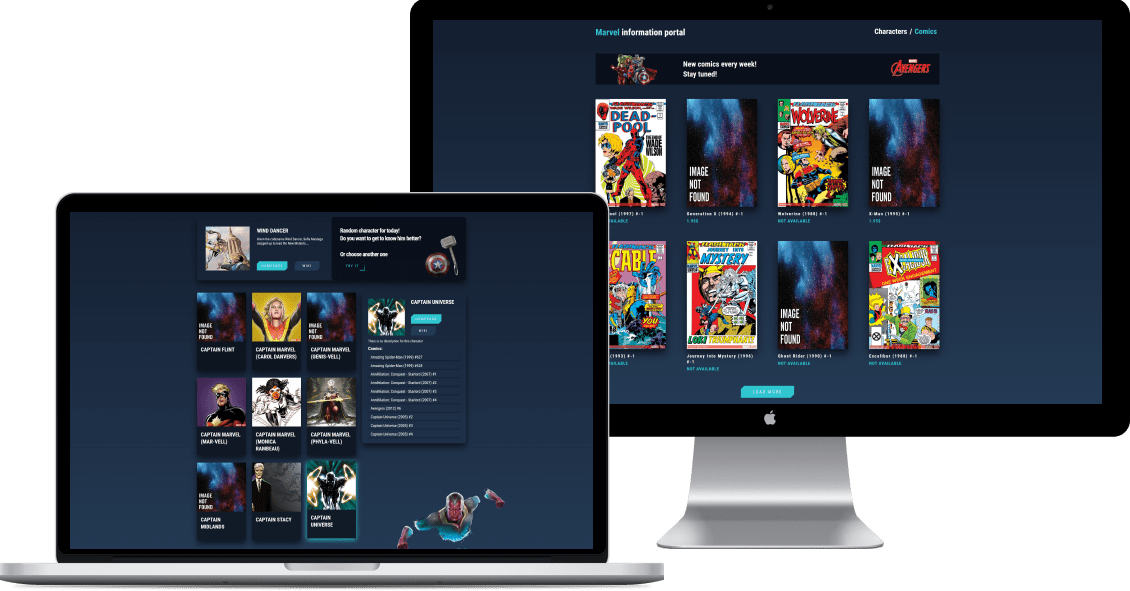 Marvel information portal
Characters / Comics
New comics every week!
Stay tuned!
MARVEL
AVENGERS
DEAD
POOL
WADE
WILSON
IMAGE
NOT
FOUND
WOLVERINE
IMAGE
NOT
FOUND
ool (1997) #-1
AVAILABLE
Generation X (1994) #-1
1.99$
Wolverine (1988) #-1
NOT AVAILABLE
X-Man (1995) #-1
1.99$
CABLE
JOURNEY INTO
MYSTERY
LOKI
IMAGE
NOT
FOUND
(1993) #-1
AVAILABLE
Journey Into Mystery (1996)
#-1
NOT AVAILABLE
Ghost Rider (1990) #-1
NOT AVAILABLE
Excalibur (1988) #-1
NOT AVAILABLE
LOAD MORE
WIND DANCER
HOMEPAGE
WIKI
Random character for today!
Do you want to get to know him better?
Or choose another one
TRY IT
IMAGE
NOT
FOUND
CAPTAIN FLINT
CAPTAIN MARVEL
(CAROL DANVERS)
IMAGE
NOT
FOUND
CAPTAIN MARVEL
(GENIS-VELL)
CAPTAIN MARVEL
(MAR-VELL)
CAPTAIN MARVEL
(MONICA
RAMBEAU)
CAPTAIN MARVEL
(PHYLA-VELL)
IMAGE
NOT
FOUND
CAPTAIN
MIDLANDS
CAPTAIN STACY
CAPTAIN
UNIVERSE
CAPTAIN UNIVERSE
HOMEPAGE
WIKI
There is no description for this character
Comics:
Amazing Spider-Man (1999) #527
Amazing Spider-Man (1999) #528
Annihilation: Conquest - Starlord (2007) #1
Annihilation: Conquest - Starlord (2007) #2
Annihilation: Conquest - Starlord (2007) #3
Annihilation: Conquest - Starlord (2007) #4
Avengers (2012) #6
Captain Universe (2005) #2
Captain Universe (2005) #3
Captain Universe (2005) #4